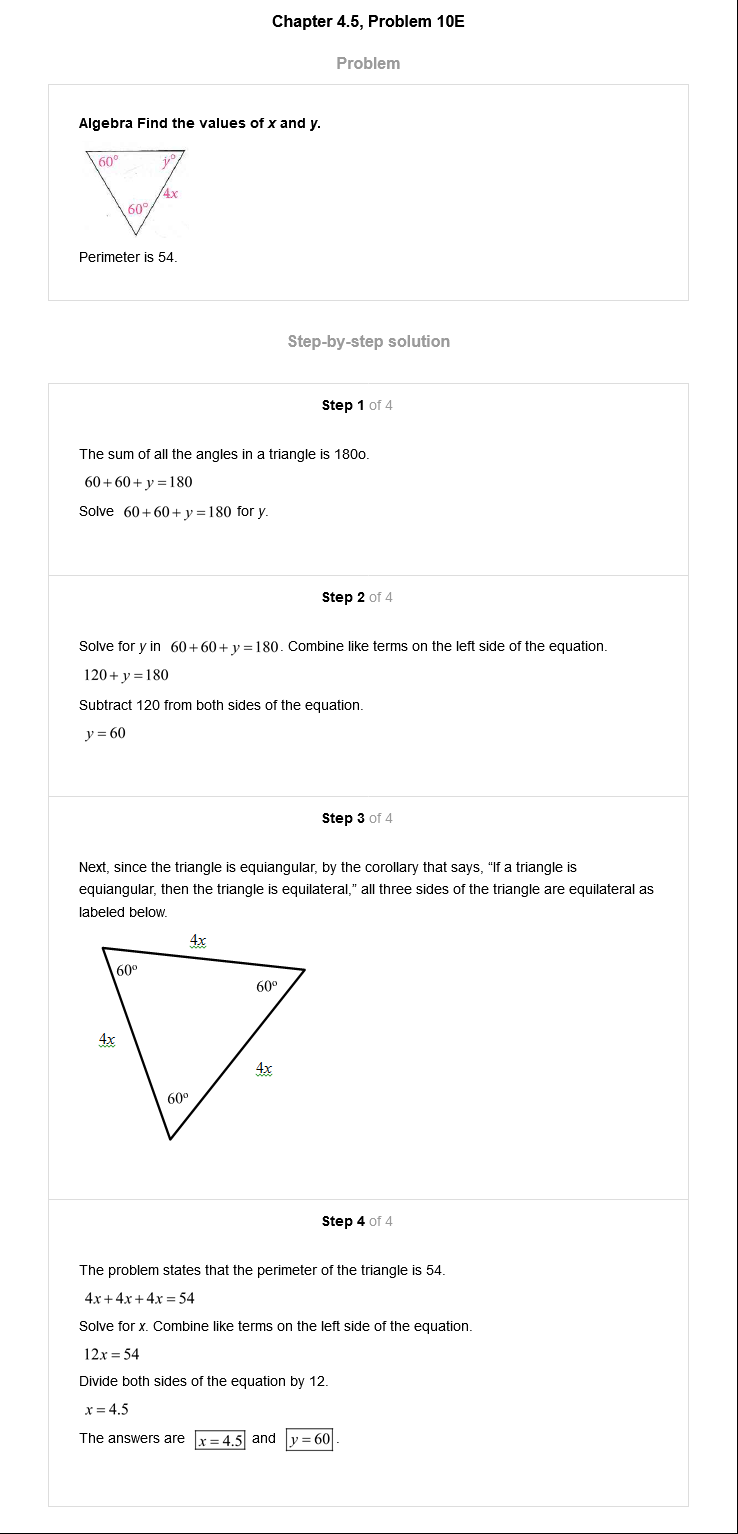 Chapter 4.5, Problem 10E
Problem
Algebra Find the values of x and y.
60° y°
4x
60°
Perimeter is 54.
Step-by-step solution
Step 1 of 4
The sum of all the angles in a triangle is 180o.
60+60+y=180
Solve 60+60+y=180 for y.
Step 2 of 4
Solve for y in 60+60+y=180. Combine like terms on the left side of the equation.
120+y=180
Subtract 120 from both sides of the equation.
y=60
Step 3 of 4
Next, since the triangle is equiangular, by the corollary that says, “If a triangle is
equiangular, then the triangle is equilateral,” all three sides of the triangle are equilateral as
labeled below.
4x
60°
60°
4x
4x
60°
Step 4 of 4
The problem states that the perimeter of the triangle is 54.
4x+4x+4x=54
Solve for x. Combine like terms on the left side of the equation.
12x=54
Divide both sides of the equation by 12.
x=4.5
The answers are x=4.5 and y=60.